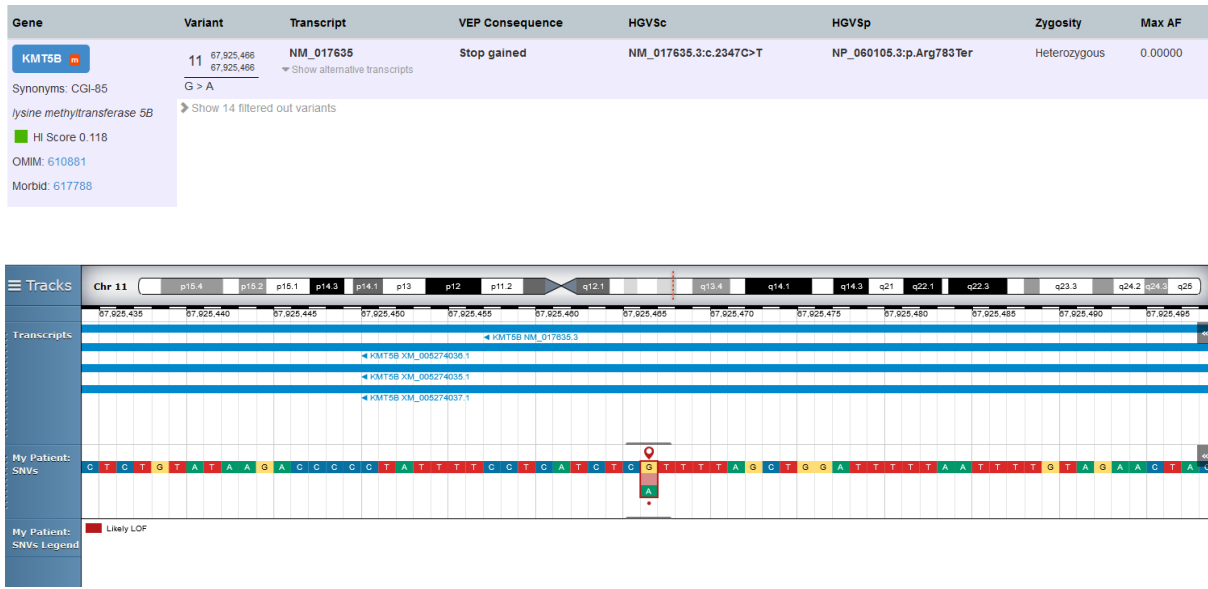 Gene Variant Transcript VEP Consequence HGVSc HGVSp Zygosity Max AF
KMT5B m
11 67,925,466
67,925,466
G > A
NM_017635
Show alternative transcripts
Stop gained
NM_017635.3:c.2347C>T
NP_060105.3:p.Arg783Ter
Heterozygous
0.00000
Synonyms: CGI-85
lysine methyltransferase 5B
Show 14 filtered out variants
HI Score 0.118
OMIM: 610881
Morbid: 617788
Tracks
Chr 11 p15.4 p15.2 p15.1 p14.3 p14.1 p13 p12 p11.2 q12.1 q13.4 q14.1 q14.3 q21 q22.1 q22.3 q23.3 q24.2 q24.3 q25
67,925,435 67,925,440 67,925,445 67,925,450 67,925,455 67,925,460 67,925,465 67,925,470 67,925,475 67,925,480 67,925,485 67,925,490 67,925,495
Transcripts
KMT5B NM_017635.3
KMT5B XM_005274036.1
KMT5B XM_005274035.1
KMT5B XM_005274037.1
My Patient:
SNVs
C T C T G T A T A A G A C C C C C T A T T T T C C T C A T C T C G T T T T A G C T G G A T T T T T A A T T T T G T A G A A C T A C
A
My Patient:
SNVs Legend
Likely LOF